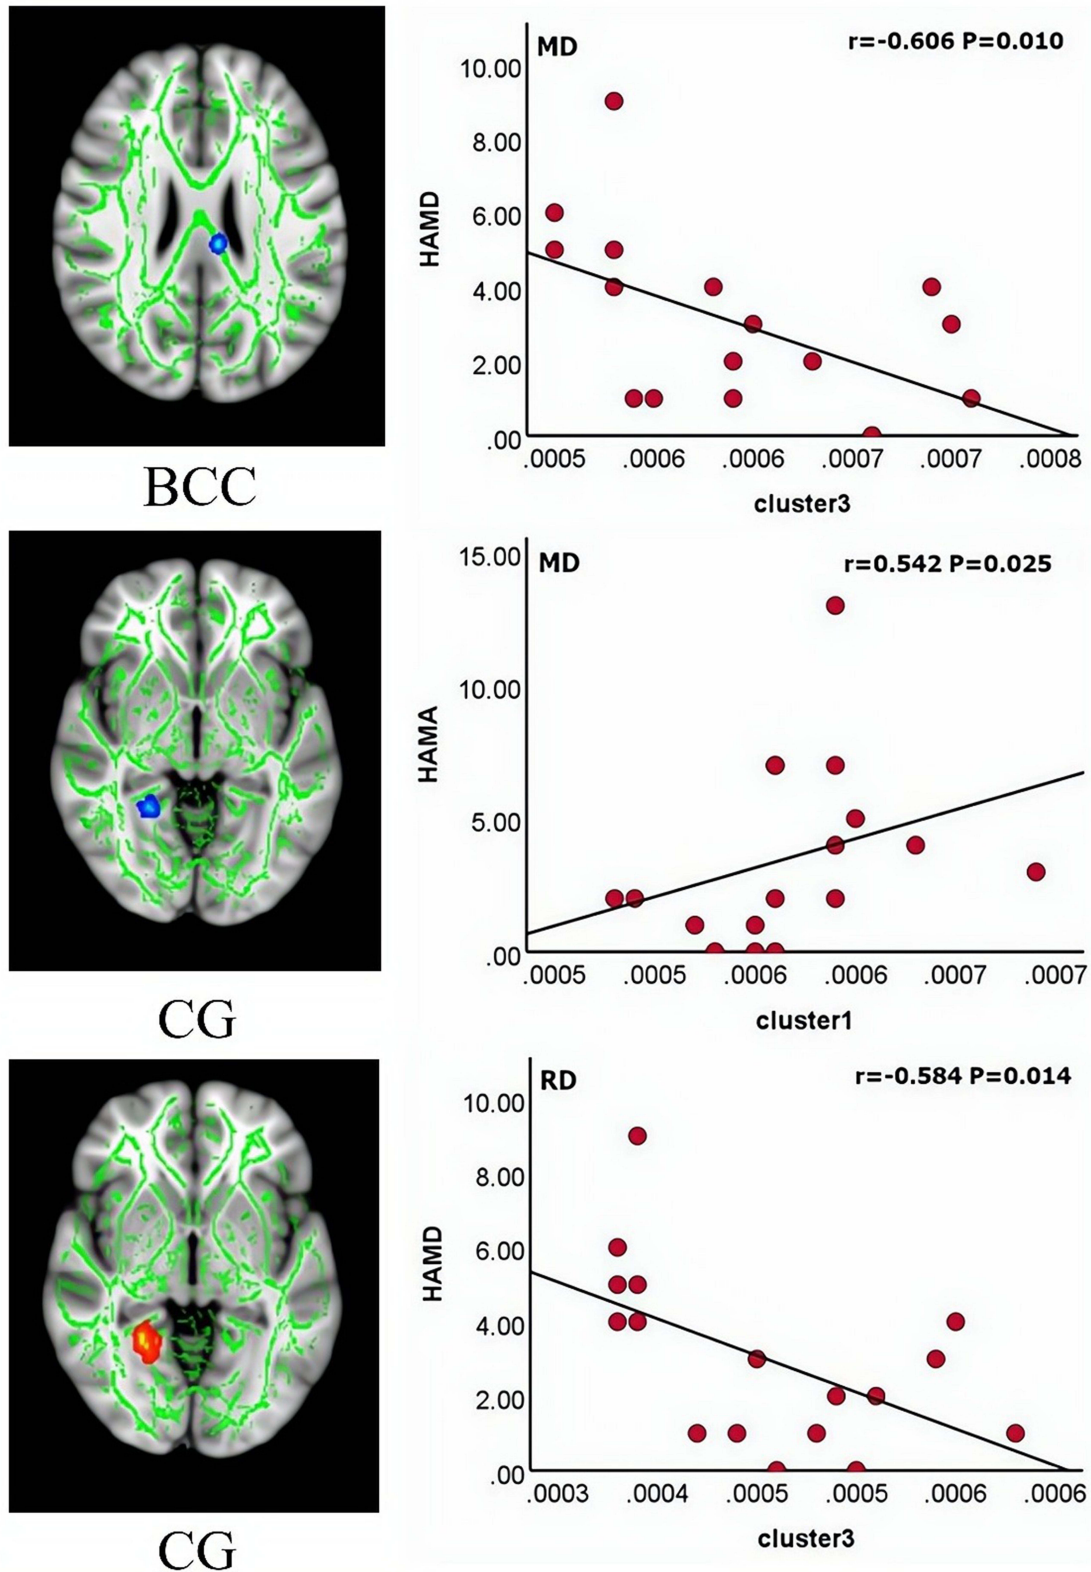 MD
r=-0.606 P=0.010
10.00
8.00
6.00
4.00
2.00
.00
HAMD
.0005 .0006 .0006 .0007 .0007 .0008
cluster3
BCC
MD
r=0.542 P=0.025
15.00
10.00
5.00
.00
HAMA
.0005 .0005 .0006 .0006 .0007 .0007
cluster1
CG
RD
r=-0.584 P=0.014
10.00
8.00
6.00
4.00
2.00
.00
HAMD
.0003 .0004 .0005 .0005 .0006 .0006
cluster3
CG